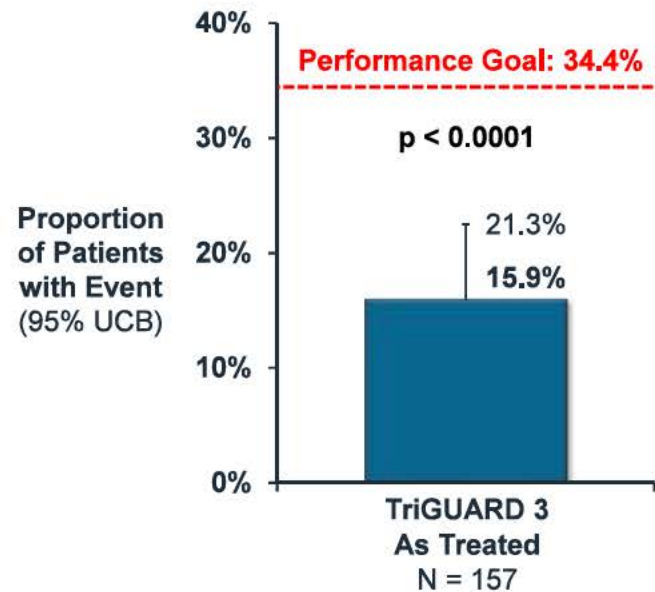 40%
Performance Goal: 34.4%
30%
p < 0.0001
Proportion
of Patients
with Event
(95% UCB)
21.3%
20%
15.9%
10%
0%
TriGUARD 3
As Treated
N = 157